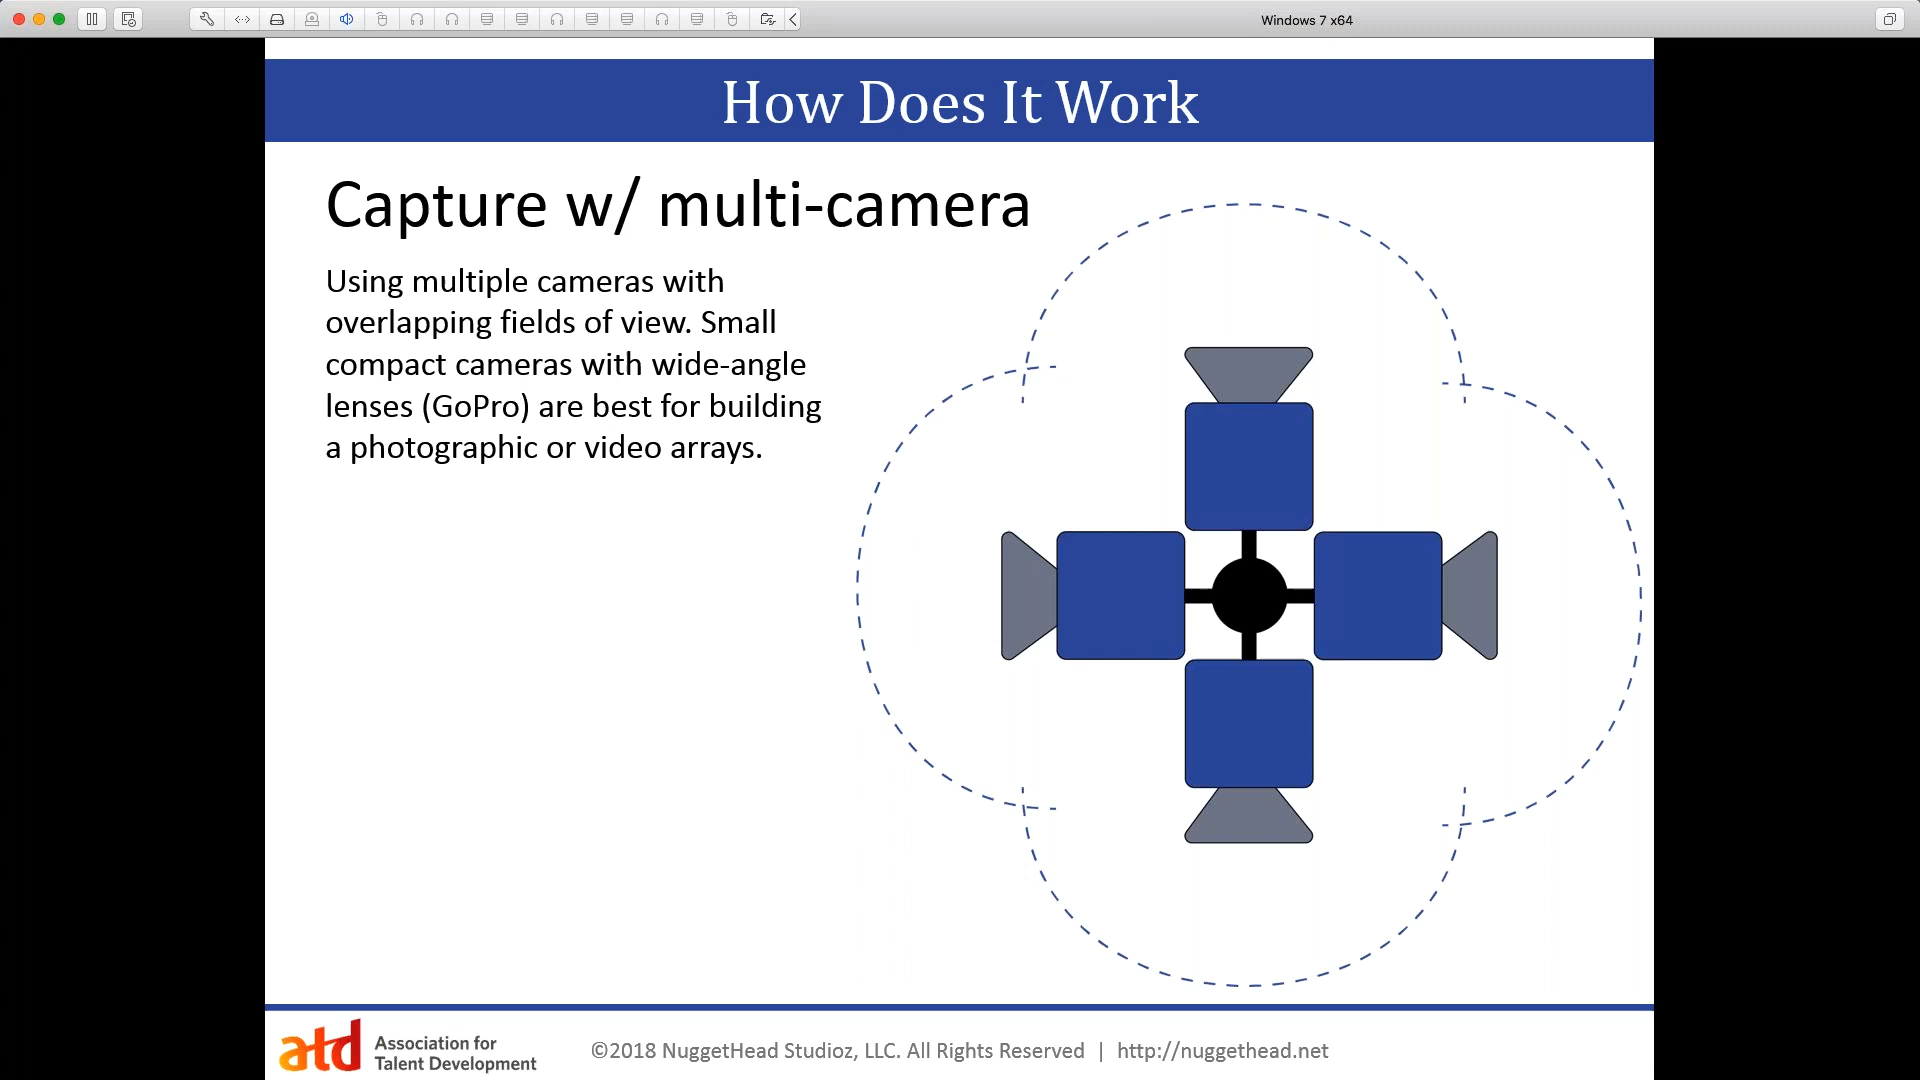 Windows 7 x64
How Does It Work
Capture w/ multi-camera
Using multiple cameras with
overlapping fields of view. Small
compact cameras with wide-angle
lenses (GoPro) are best for building
a photographic or video arrays.
atd
Association for
Talent Development
©2018 NuggetHead Studioz, LLC. All Rights Reserved | http://nuggethead.net